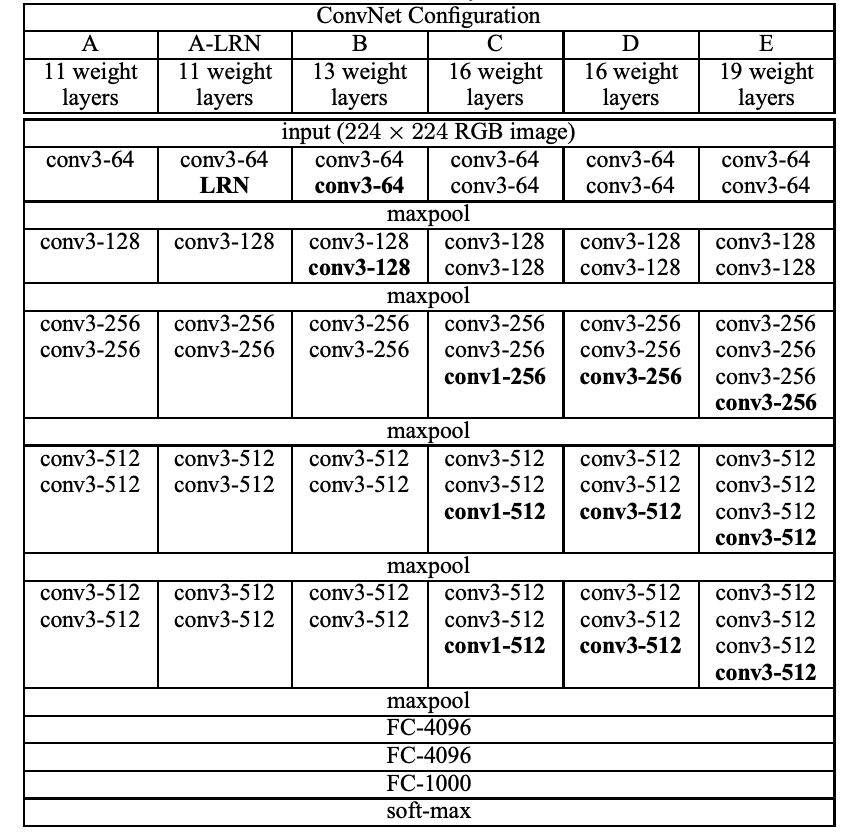 ConvNet Configuration
A A-LRN B C D E
11 weight 11 weight 13 weight 16 weight 16 weight 19 weight
layers layers layers layers layers layers
input (224 × 224 RGB image)
conv3-64 conv3-64 conv3-64 conv3-64 conv3-64 conv3-64
LRN conv3-64 conv3-64 conv3-64 conv3-64
maxpool
conv3-128 conv3-128 conv3-128 conv3-128 conv3-128 conv3-128
conv3-128 conv3-128 conv3-128 conv3-128
maxpool
conv3-256 conv3-256 conv3-256 conv3-256 conv3-256 conv3-256
conv3-256 conv3-256 conv3-256 conv3-256 conv3-256 conv3-256
conv1-256 conv3-256 conv3-256
conv3-256
maxpool
conv3-512 conv3-512 conv3-512 conv3-512 conv3-512 conv3-512
conv3-512 conv3-512 conv3-512 conv3-512 conv3-512 conv3-512
conv1-512 conv3-512 conv3-512
conv3-512
maxpool
conv3-512 conv3-512 conv3-512 conv3-512 conv3-512 conv3-512
conv3-512 conv3-512 conv3-512 conv3-512 conv3-512 conv3-512
conv1-512 conv3-512 conv3-512
conv3-512
maxpool
FC-4096
FC-4096
FC-1000
soft-max